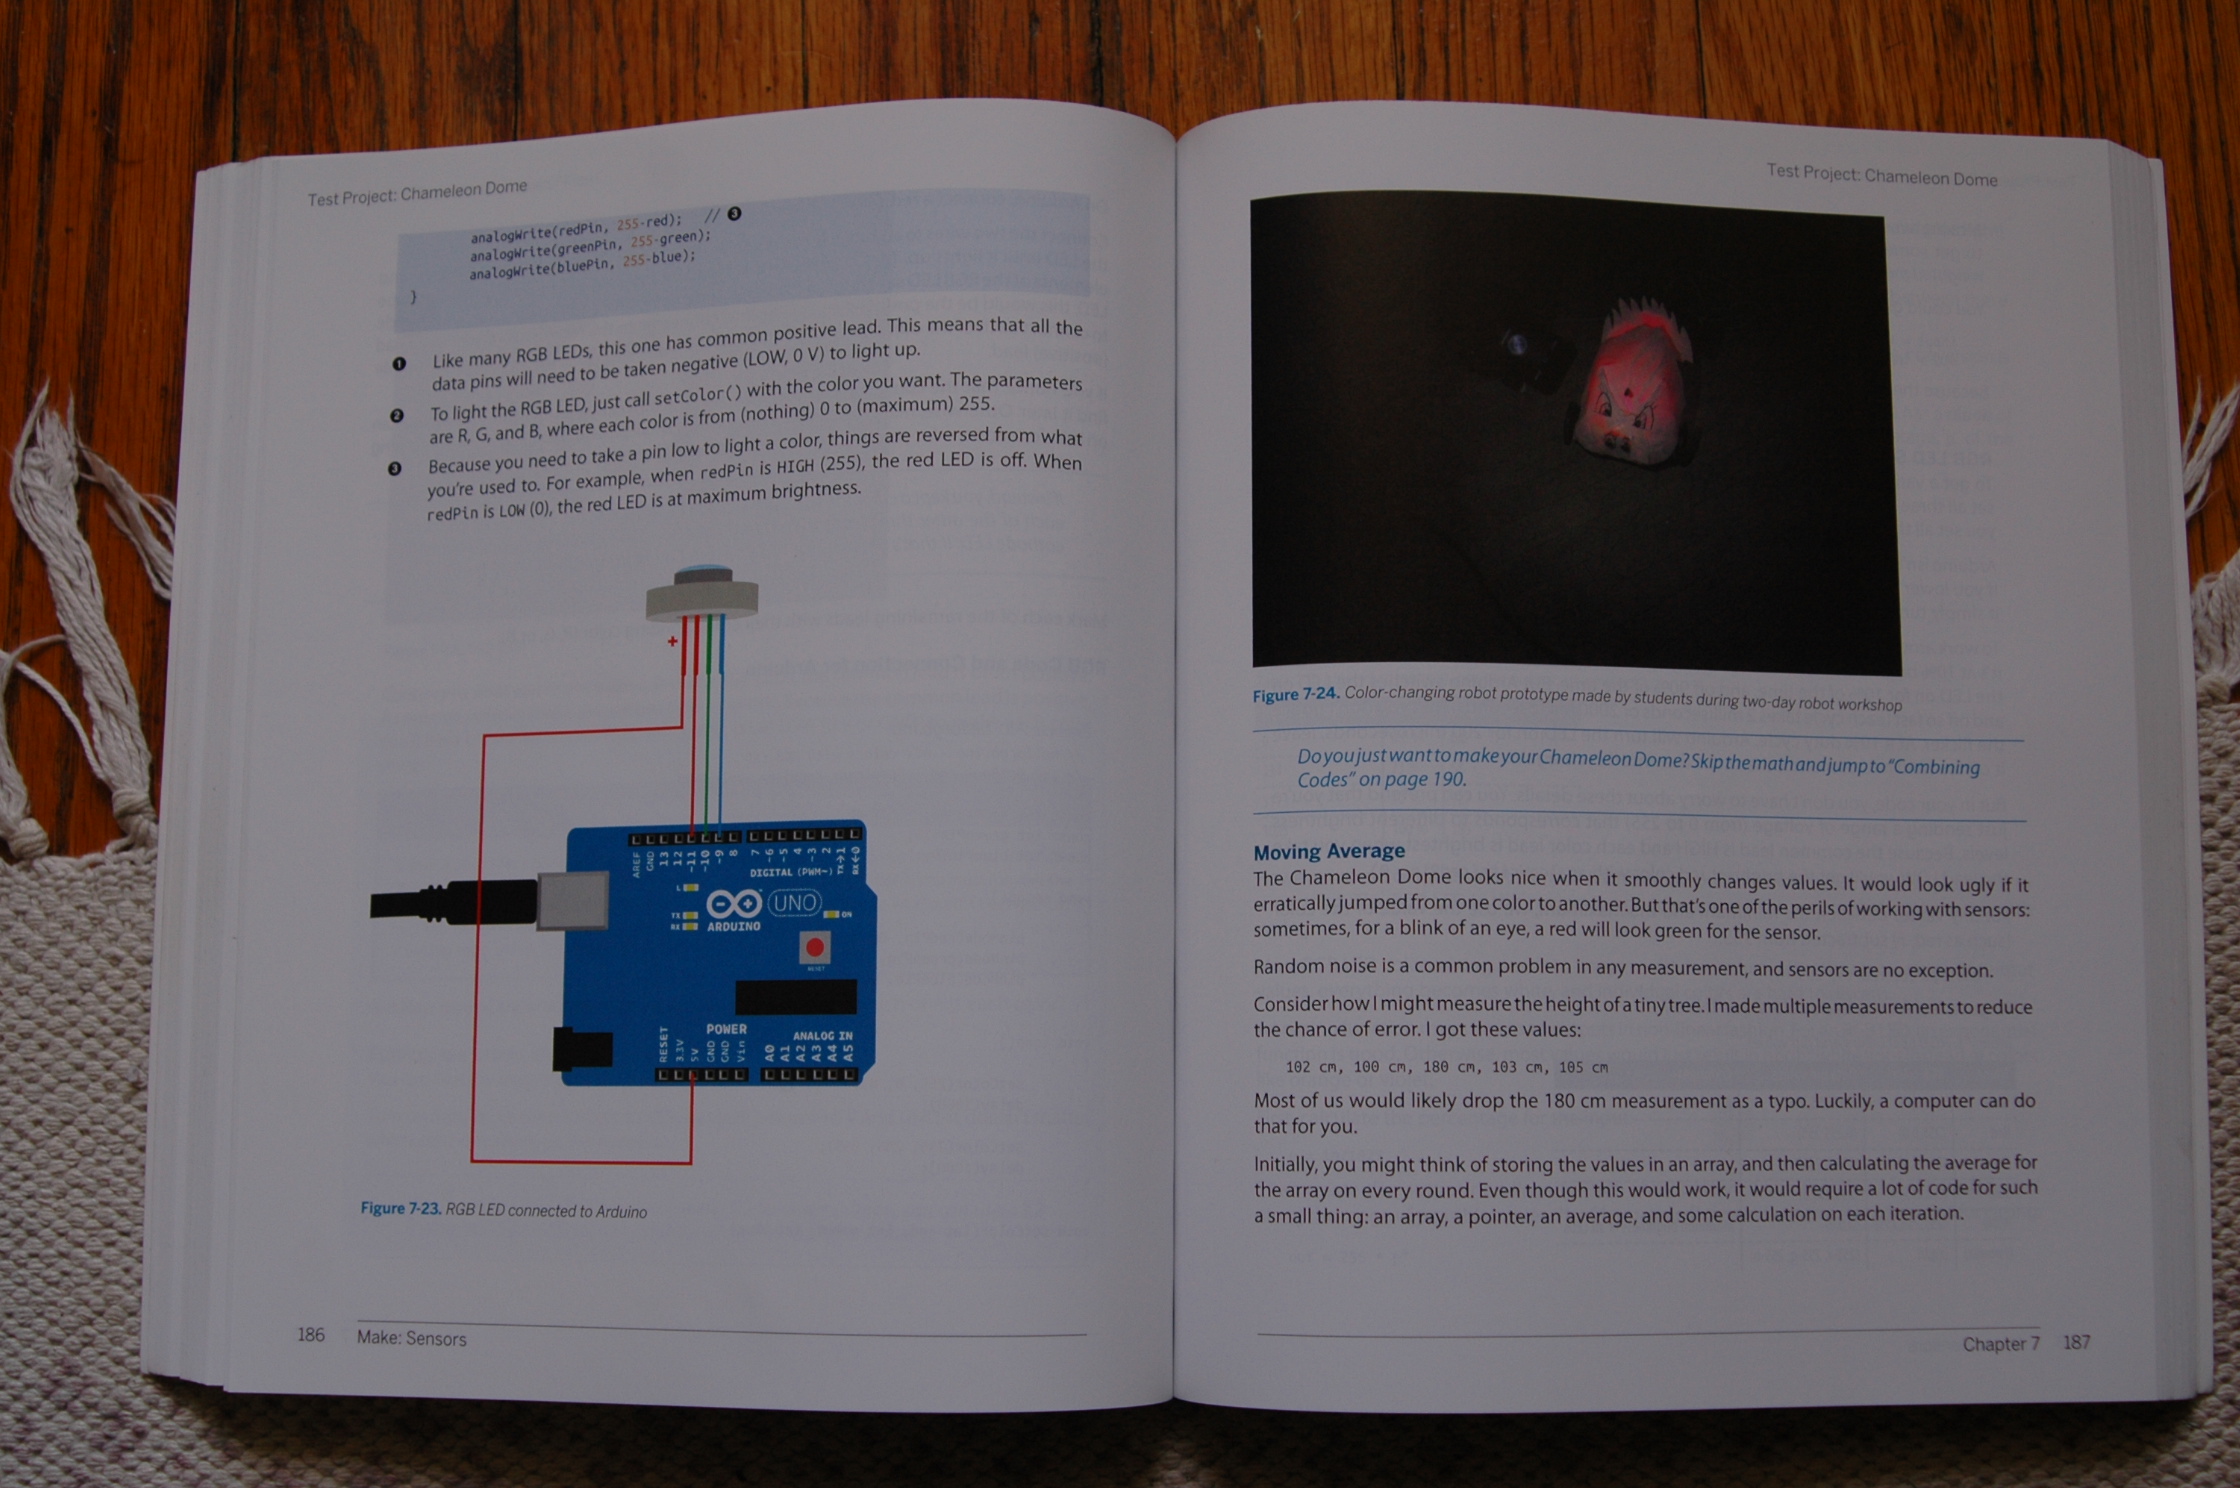 Test Project: Chameleon Dome
analogWrite(redPin, 255-red); // ❸
analogWrite(greenPin, 255-green);
analogWrite(bluePin, 255-blue);
}
❶ Like many RGB LEDs, this one has common positive lead. This means that all the
data pins will need to be taken negative (LOW, 0 V) to light up.
❷ To light the RGB LED, just call setColor() with the color you want. The parameters
are R, G, and B, where each color is from (nothing) 0 to (maximum) 255.
❸ Because you need to take a pin low to light a color, things are reversed from what
you're used to. For example, when redPin is HIGH (255), the red LED is off. When
redPin is LOW (0), the red LED is at maximum brightness.
+
AREF
GND
13
12
~11
~10
~9
8
7
~6
~5
4
~3
2
TX→1
RX←0
DIGITAL (PWM~)
L
TX
RX
ARDUINO
UNO
ON
RESET
RESET
3.3V
5V
GND
GND
Vin
POWER
ANALOG IN
A0
A1
A2
A3
A4
A5
Figure 7-23. RGB LED connected to Arduino
186 Make: Sensors
Test Project: Chameleon Dome
Figure 7-24. Color-changing robot prototype made by students during two-day robot workshop
Do you just want to make your Chameleon Dome? Skip the math and jump to "Combining
Codes" on page 190.
Moving Average
The Chameleon Dome looks nice when it smoothly changes values. It would look ugly if it
erratically jumped from one color to another. But that's one of the perils of working with sensors:
sometimes, for a blink of an eye, a red will look green for the sensor.
Random noise is a common problem in any measurement, and sensors are no exception.
Consider how I might measure the height of a tiny tree. I made multiple measurements to reduce
the chance of error. I got these values:
102 cm, 100 cm, 180 cm, 103 cm, 105 cm
Most of us would likely drop the 180 cm measurement as a typo. Luckily, a computer can do
that for you.
Initially, you might think of storing the values in an array, and then calculating the average for
the array on every round. Even though this would work, it would require a lot of code for such
a small thing: an array, a pointer, an average, and some calculation on each iteration.
Chapter 7 187